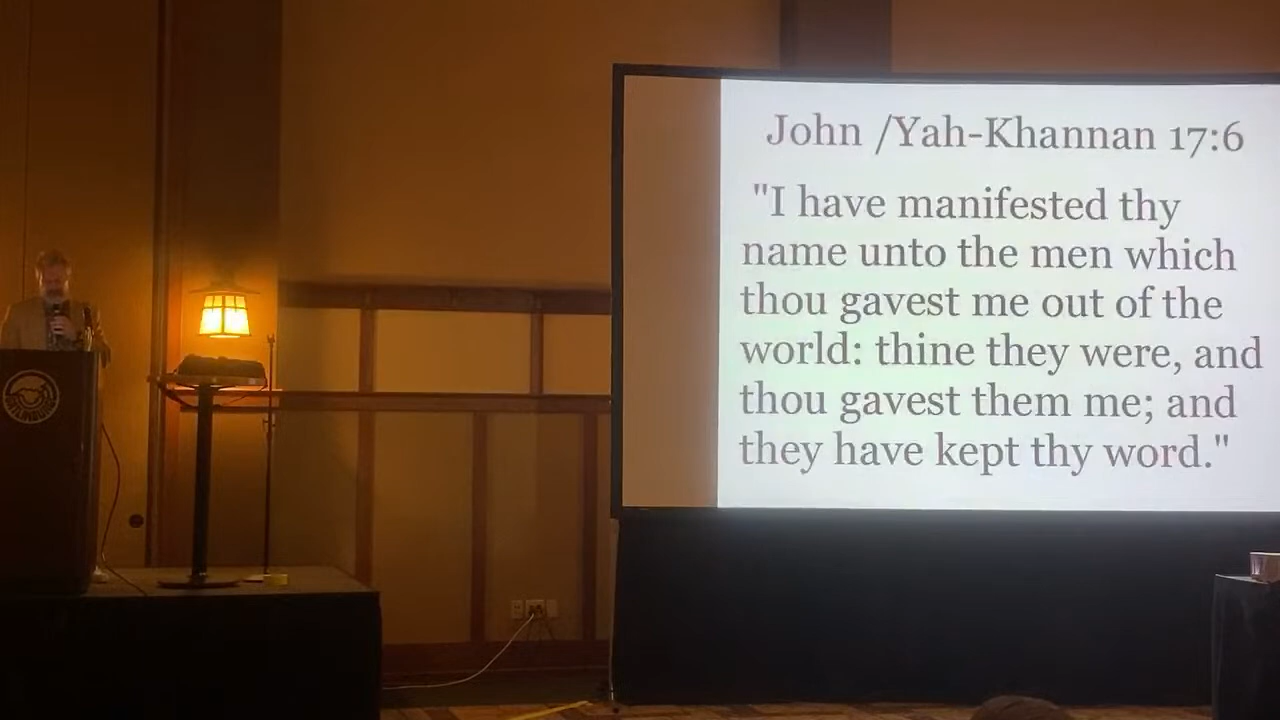 John /Yah-Khannan 17:6
"I have manifested thy
name unto the men which
thou gavest me out of the
world: thine they were, and
thou gavest them me; and
they have kept thy word."